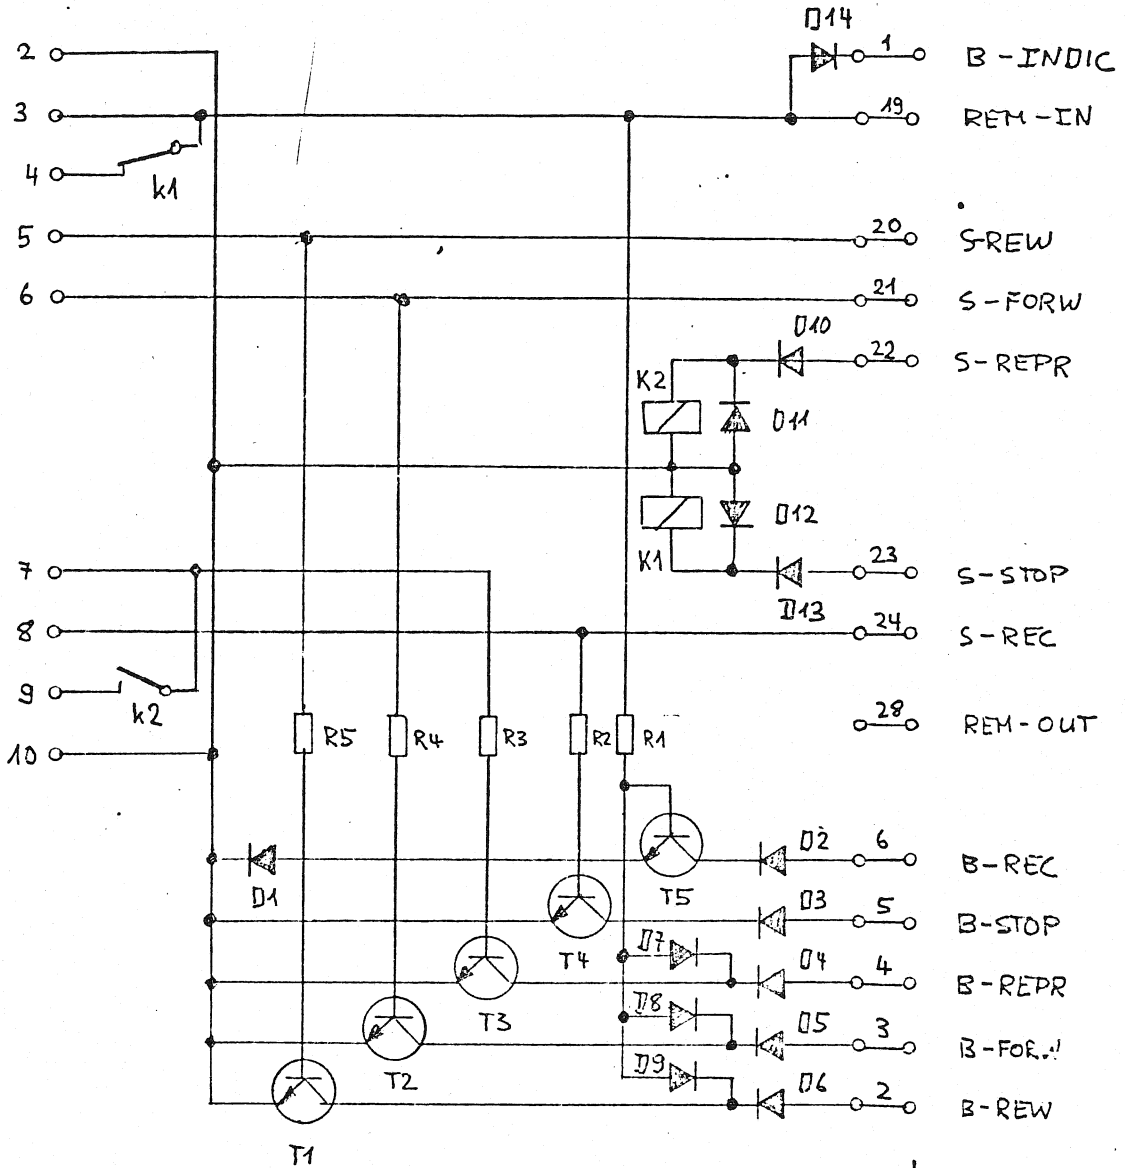 D14
2 1 B-INDIC
3 19 REM-IN
4 k1
5 20 S-REW
6 21 S-FORW
D10
22 S-REPR
K2
D11
D12
K1
7 23 S-STOP
D13
8 24 S-REC
9 k2
28 REM-OUT
R5 R4 R3 R2 R1
10
D2 6 B-REC
D1 T5
D3 5 B-STOP
T4 D7 D4 4 B-REPR
T3 D8 D5 3
T2 D9 D6 2 B-REW
T1